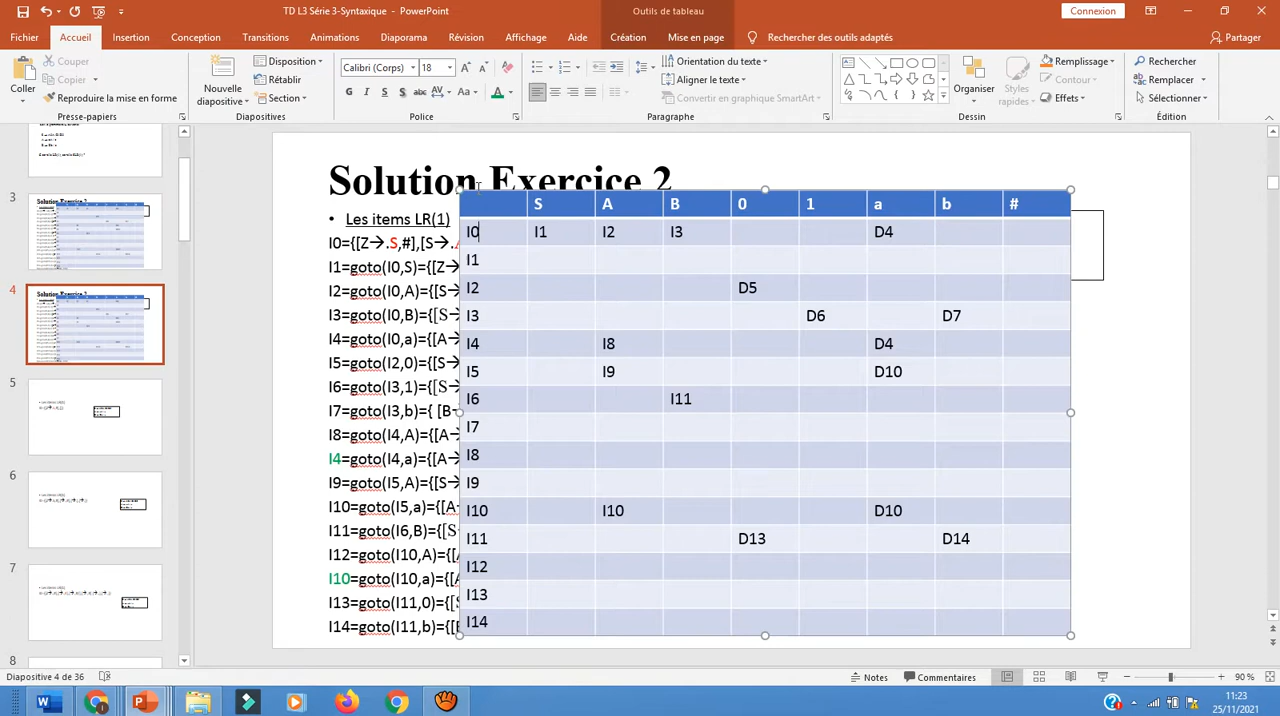 TD L3 Série 3-Syntaxique - PowerPoint
Outils de tableau
Connexion
Fichier Accueil Insertion Conception Transitions Animations Diaporama Révision Affichage Aide Création Mise en page Rechercher des outils adaptés Partager
Coller
Couper
Copier
Reproduire la mise en forme
Presse-papiers
Nouvelle diapositive
Disposition
Rétablir
Section
Diapositives
Calibri (Corps) 18
G I S S abc AV Aa A
Police
Orientation du texte
Aligner le texte
Convertir en graphique SmartArt
Paragraphe
Organiser
Styles rapides
Remplissage
Contour
Effets
Dessin
Rechercher
Remplacer
Sélectionner
Édition
3
4
5
6
7
8
Solution Exercice 2
• Les items LR(1)
I0={[Z→.S,#],[S→.
I1=goto(I0,S)={[Z→
I2=goto(I0,A)={[S→
I3=goto(I0,B)={[S→
I4=goto(I0,a)={[A→
I5=goto(I2,0)={[S→
I6=goto(I3,1)={[S
I7=goto(I3,b)={ [B
I8=goto(I4,A)={[A
I4=goto(I4,a)={[A
I9=goto(I5,A)={[S
I10=goto(I5,a)={[A
I11=goto(I6,B)={[S
I12=goto(I10,A)={[
I10=goto(I10,a)={[A
I13=goto(I11,0)={[S
I14=goto(I11,b)={[
S A B 0 1 a b #
I0 I1 I2 I3 D4
I1
I2 D5
I3 D6 D7
I4 I8 D4
I5 I9 D10
I6 I11
I7
I8
I9
I10 I10 D10
I11 D13 D14
I12
I13
I14
Diapositive 4 de 36
Notes
Commentaires
90 %
11:23
25/11/2021